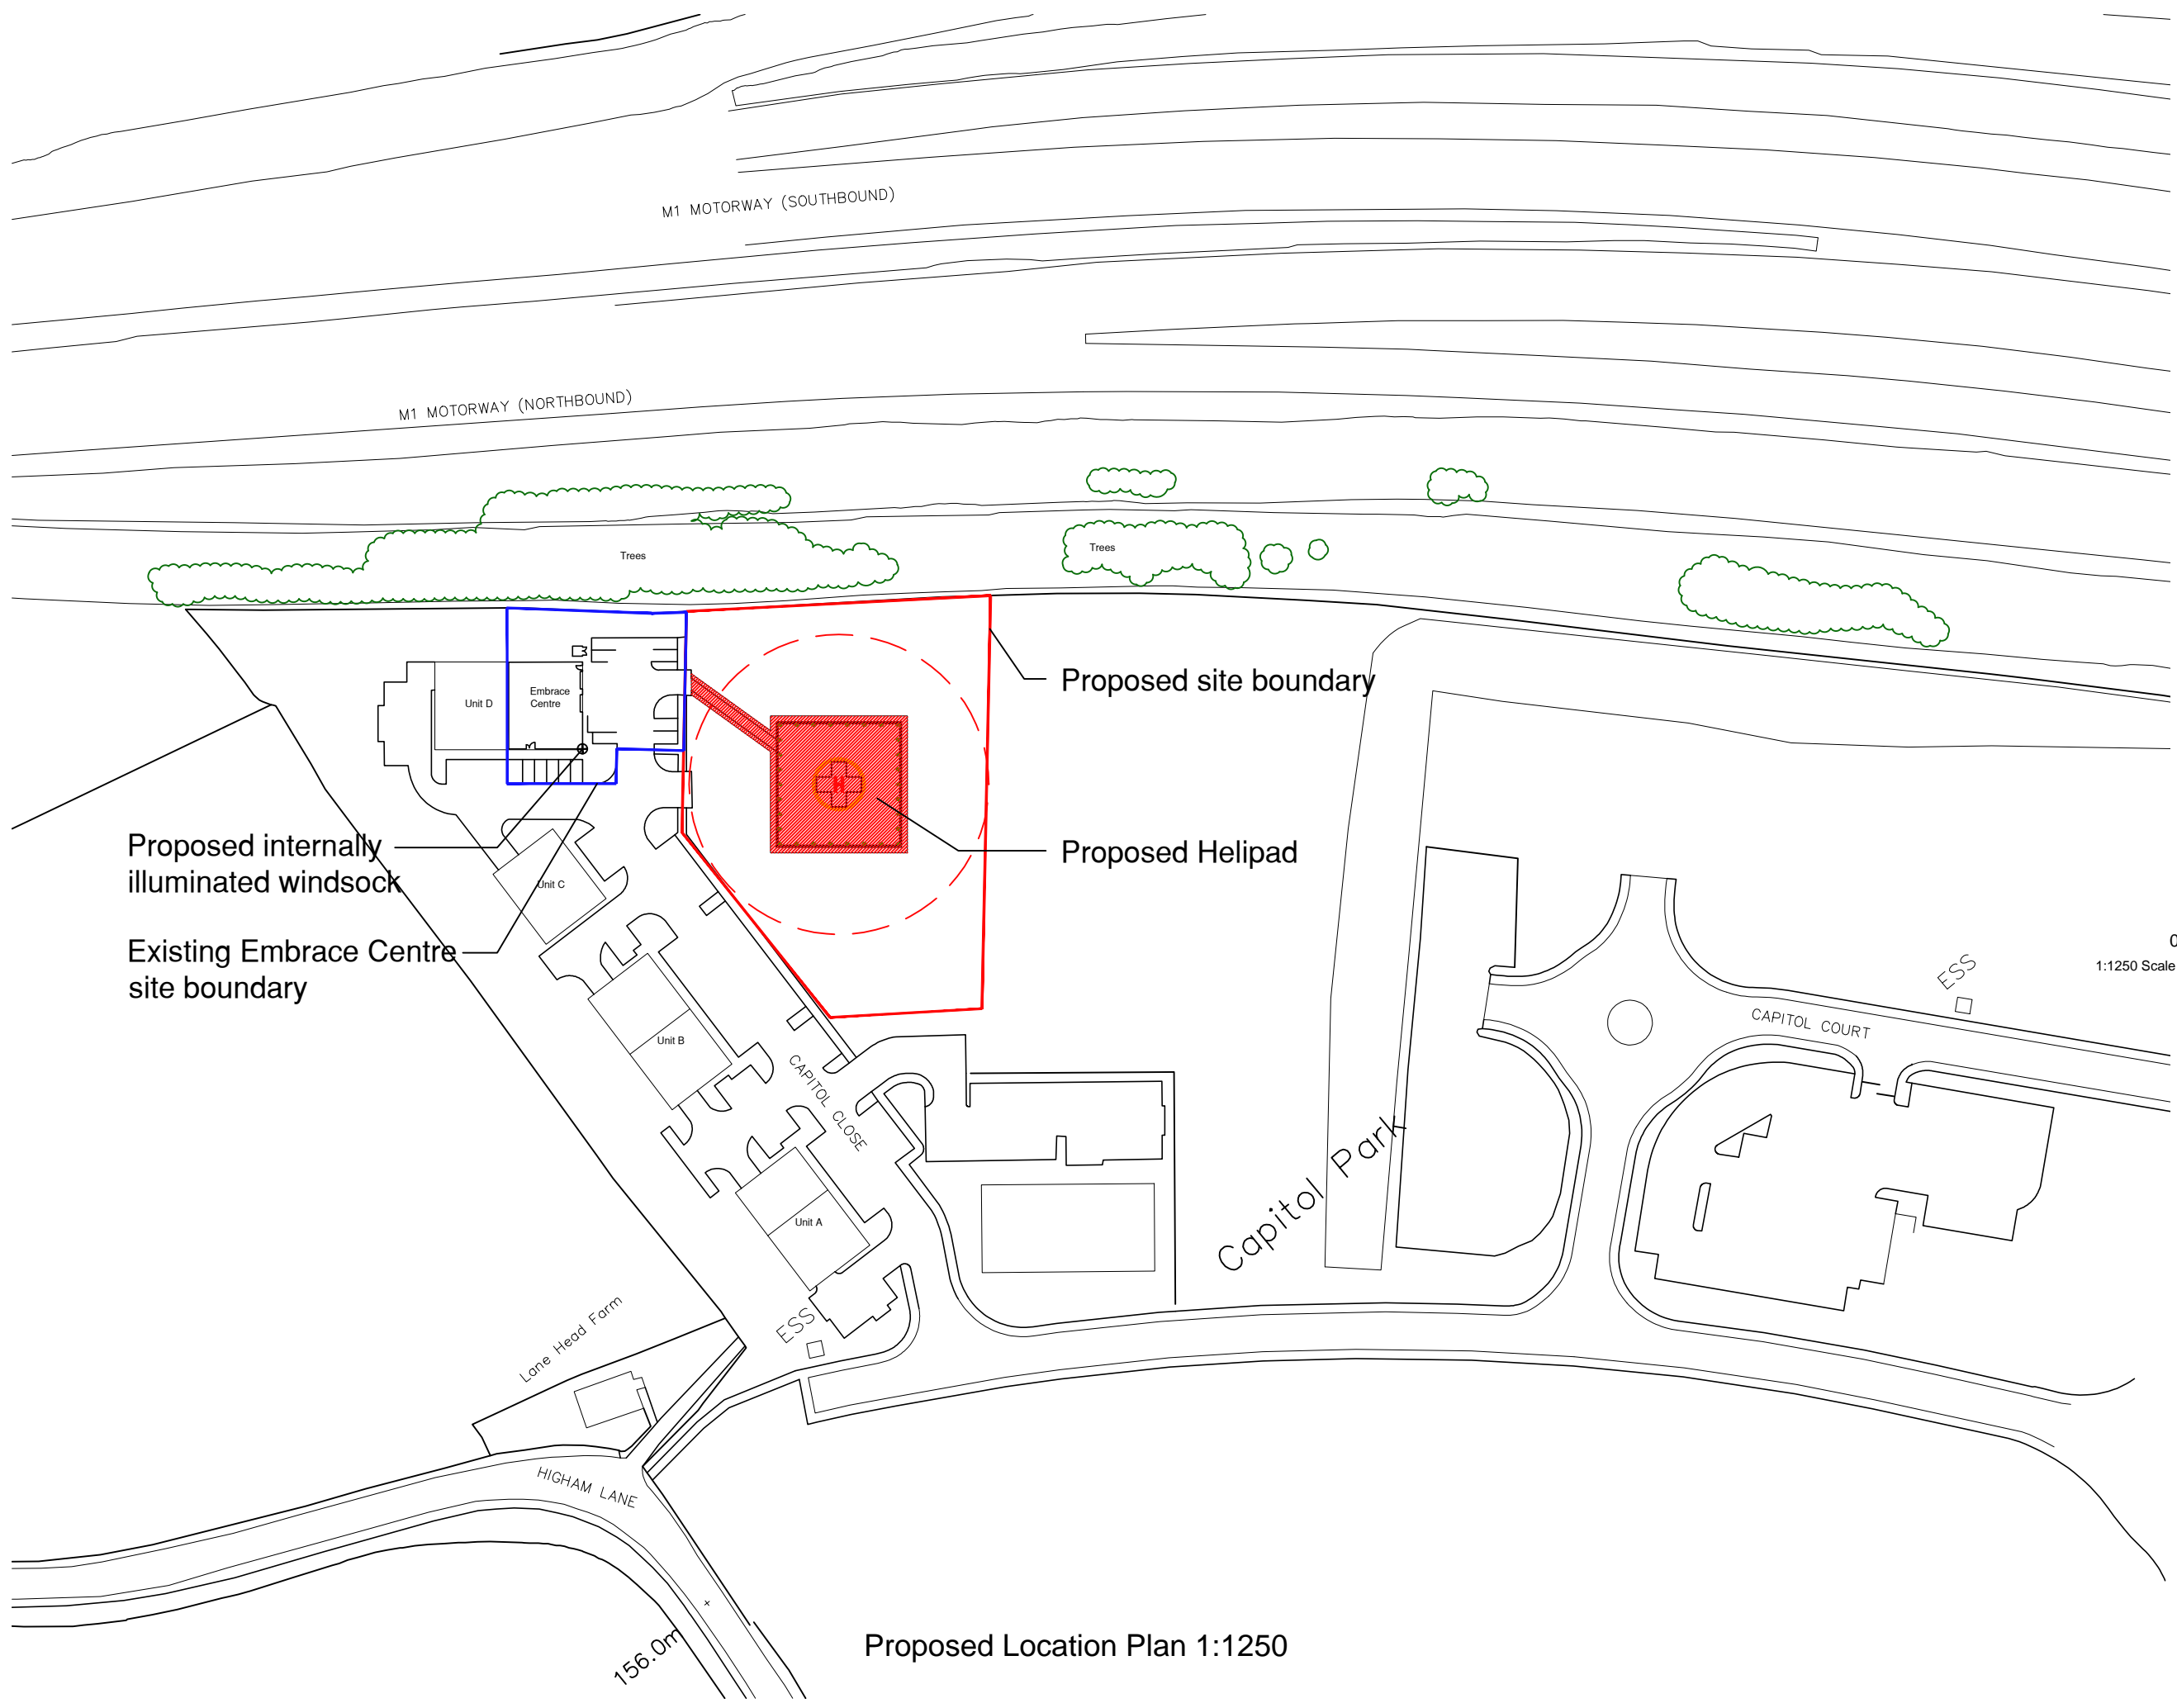 M1 MOTORWAY (SOUTHBOUND)
M1 MOTORWAY (NORTHBOUND)
Trees
Trees
Proposed site boundary
Unit D
Embrace
Centre
H
Proposed Helipad
Proposed internally
illuminated windsock
Unit C
Existing Embrace Centre
site boundary
0
1:1250 Scale
ESS
CAPITOL COURT
Unit B
CAPITOL CLOSE
Capitol Park
Unit A
ESS
Lane Head Farm
HIGHAM LANE
156.0m
Proposed Location Plan 1:1250